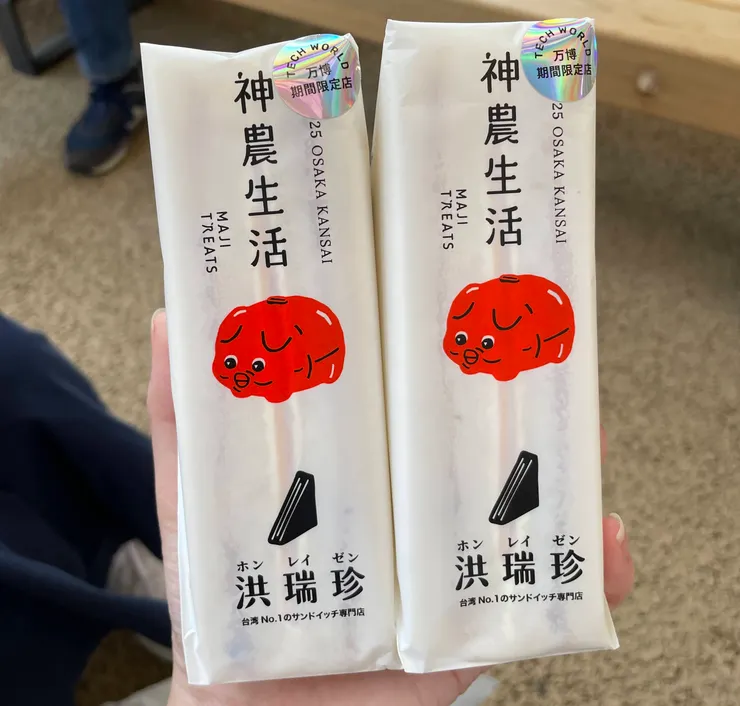 TECH WORLD
万博
期間限定店
神農生活
25 OSAKA KANSAI
MAJI
TREATS
ホン レイ ゼン
洪瑞珍
台湾 No.1のサンドイッチ専門店
TECH WORLD
万博
期間限定店
神農生活
25 OSAKA KANSAI
MAJI
TREATS
ホン レイ ゼン
洪瑞珍
台湾 No.1のサンドイッチ専門店